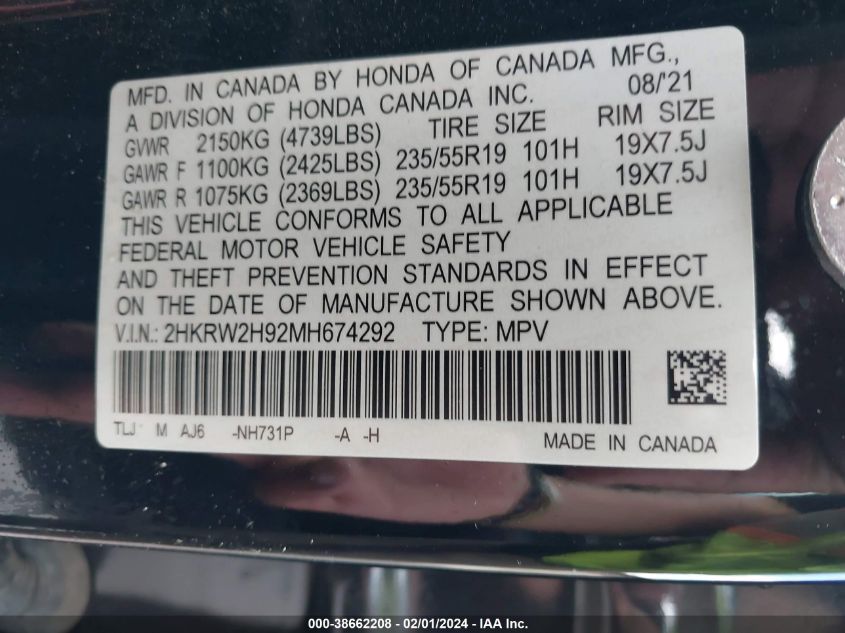 MFD. IN CANADA BY HONDA OF CANADA MFG.,
A DIVISION OF HONDA CANADA INC. 08/'21
GVWR 2150KG (4739LBS) TIRE SIZE RIM SIZE
GAWR F 1100KG (2425LBS) 235/55R19 101H 19X7.5J
GAWR R 1075KG (2369LBS) 235/55R19 101H 19X7.5J
THIS VEHICLE CONFORMS TO ALL APPLICABLE
FEDERAL MOTOR VEHICLE SAFETY
AND THEFT PREVENTION STANDARDS IN EFFECT
ON THE DATE OF MANUFACTURE SHOWN ABOVE.
V.I.N.: 2HKRW2H92MH674292 TYPE: MPV
TLJ M AJ6 -NH731P -A -H MADE IN CANADA
000-38662208 - 02/01/2024 - IAA Inc.